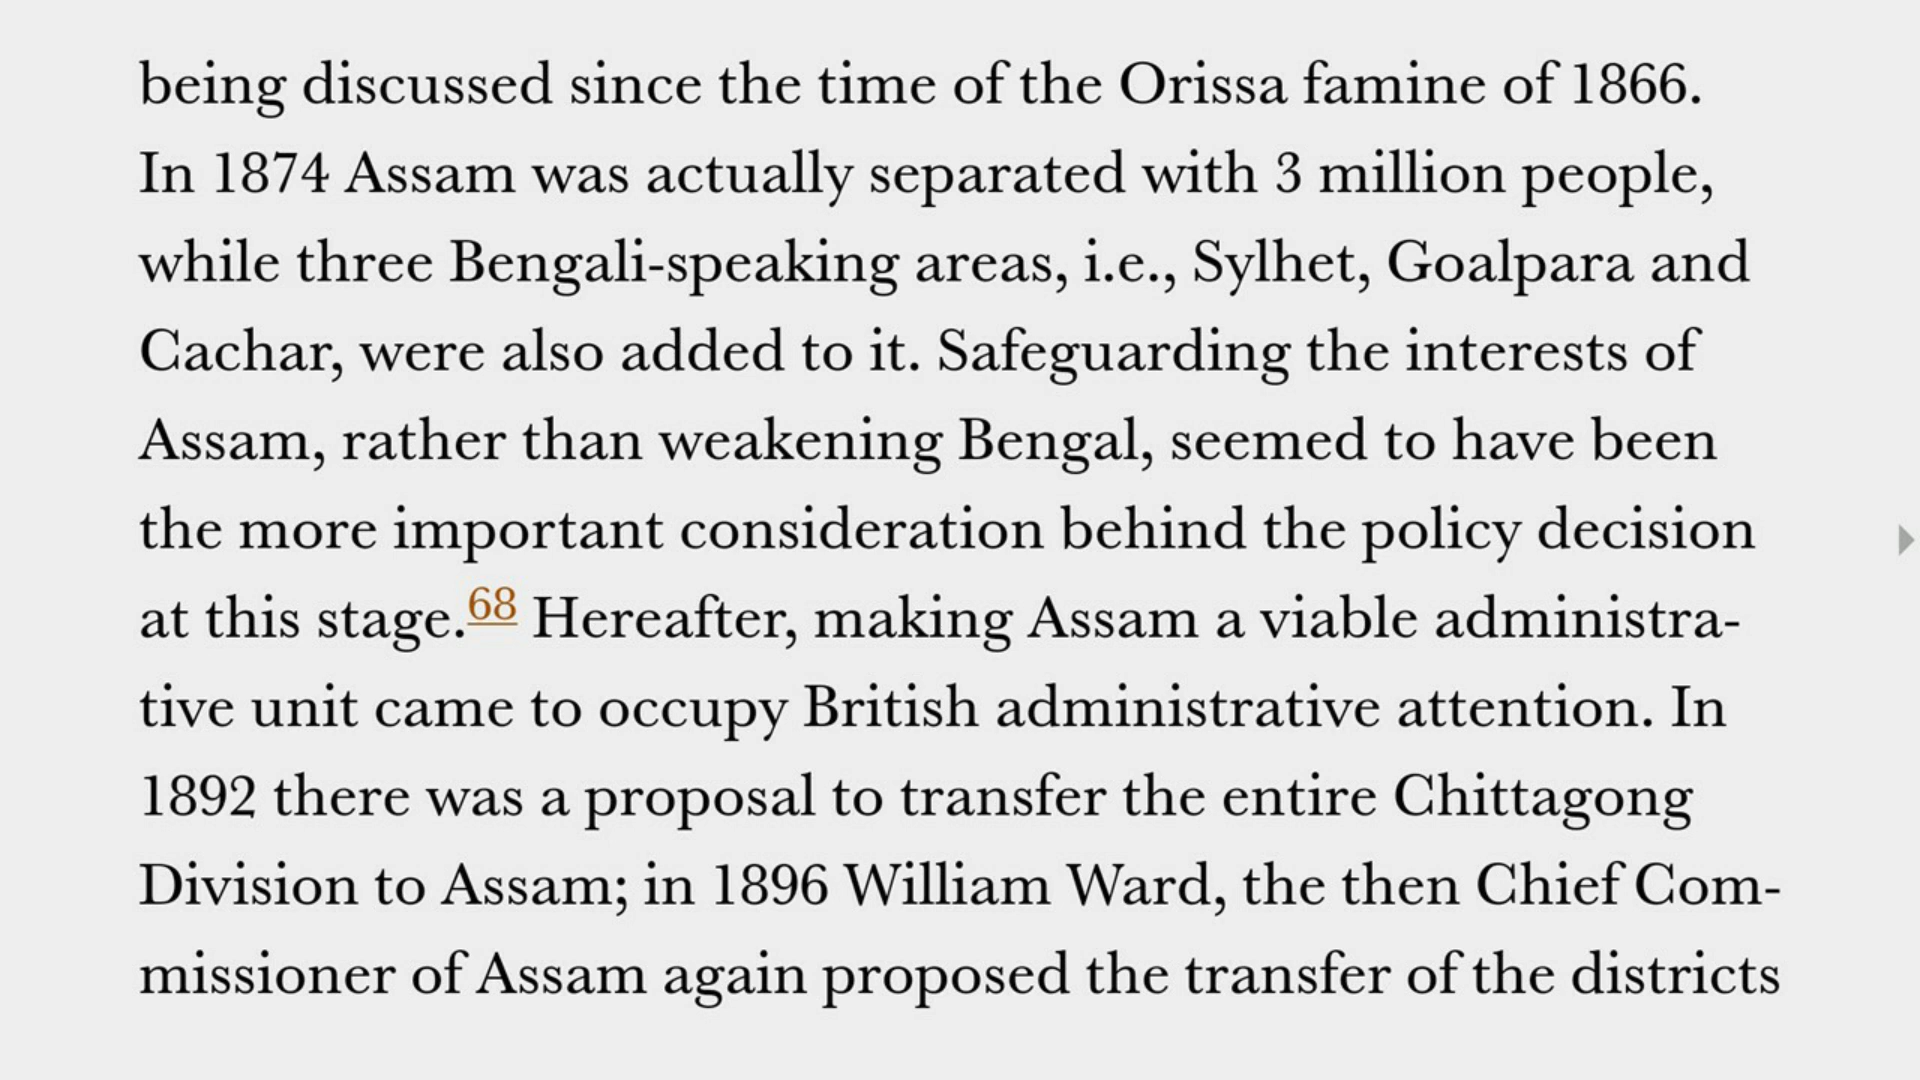 being discussed since the time of the Orissa famine of 1866.
In 1874 Assam was actually separated with 3 million people,
while three Bengali-speaking areas, i.e., Sylhet, Goalpara and
Cachar, were also added to it. Safeguarding the interests of
Assam, rather than weakening Bengal, seemed to have been
the more important consideration behind the policy decision
at this stage.68 Hereafter, making Assam a viable administra-
tive unit came to occupy British administrative attention. In
1892 there was a proposal to transfer the entire Chittagong
Division to Assam; in 1896 William Ward, the then Chief Com-
missioner of Assam again proposed the transfer of the districts